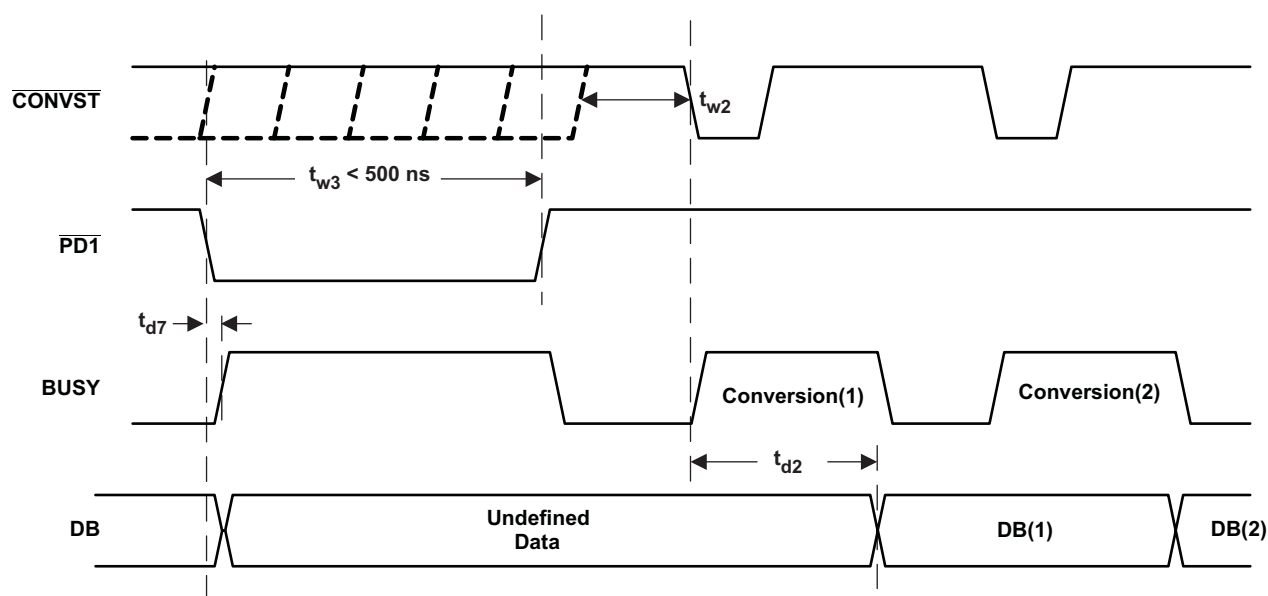 CONVST
tw2
tw3 < 500 ns
PD1
td7
BUSY
Conversion(1)
Conversion(2)
td2
DB
Undefined
Data
DB(1)
DB(2)